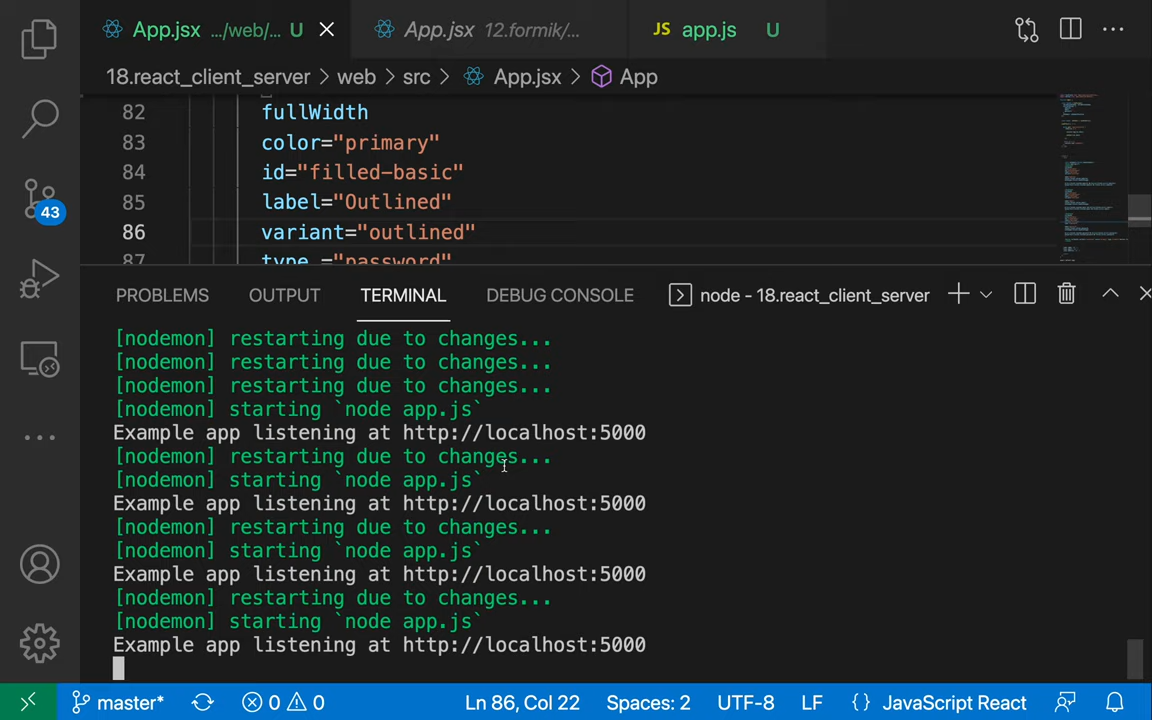 App.jsx .../web/... U
App.jsx 12.formik/...
JS app.js U
18.react_client_server > web > src > App.jsx > App
82 fullWidth
83 color="primary"
84 id="filled-basic"
85 label="Outlined"
86 variant="outlined"
87 type ="password"
43
PROBLEMS OUTPUT TERMINAL DEBUG CONSOLE node - 18.react_client_server
[nodemon] restarting due to changes...
[nodemon] restarting due to changes...
[nodemon] restarting due to changes...
[nodemon] starting `node app.js`
Example app listening at http://localhost:5000
[nodemon] restarting due to changes...
[nodemon] starting `node app.js`
Example app listening at http://localhost:5000
[nodemon] restarting due to changes...
[nodemon] starting `node app.js`
Example app listening at http://localhost:5000
[nodemon] restarting due to changes...
[nodemon] starting `node app.js`
Example app listening at http://localhost:5000
master* 0 0 Ln 86, Col 22 Spaces: 2 UTF-8 LF {} JavaScript React